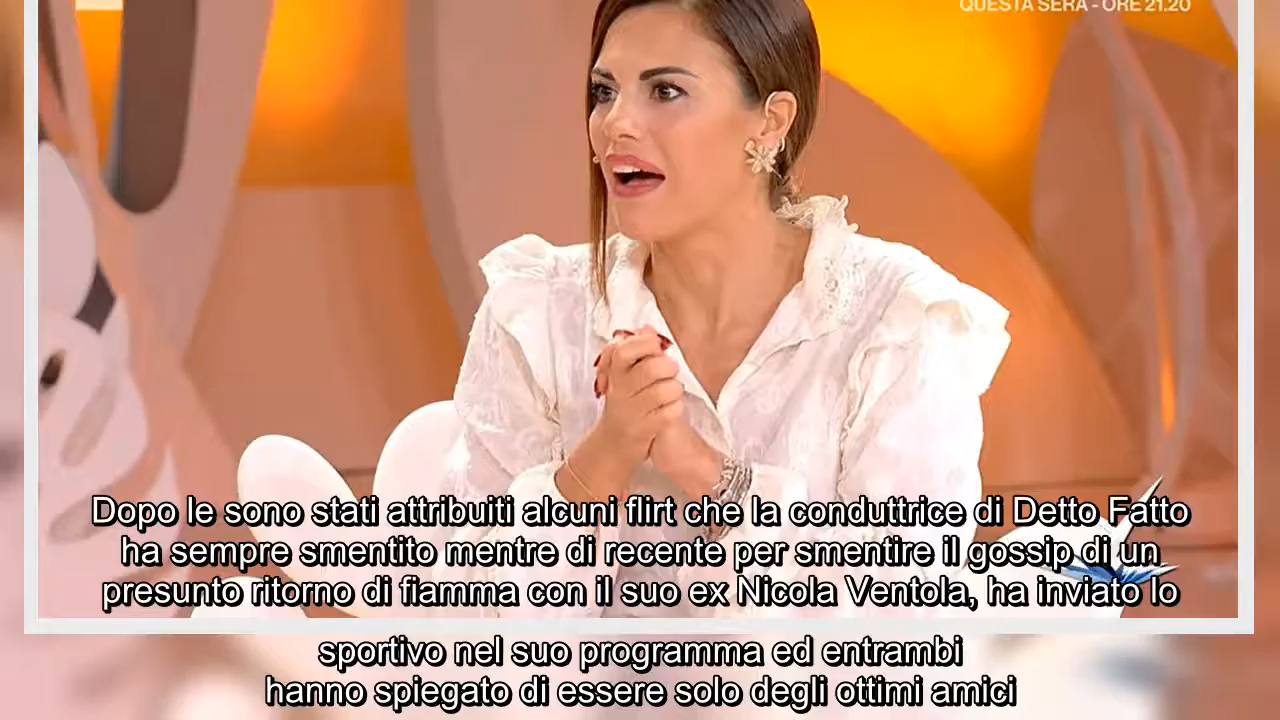 QUESTA SERA - ORE 21.20
Dopo le sono stati attribuiti alcuni flirt che la conduttrice di Detto Fatto
ha sempre smentito mentre di recente per smentire il gossip di un
presunto ritorno di fiamma con il suo ex Nicola Ventola, ha inviato lo
sportivo nel suo programma ed entrambi
hanno spiegato di essere solo degli ottimi amici